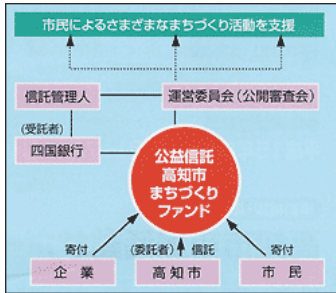 市民によるさまざまなまちづくり活動を支援
信託管理人
運営委員会(公開審査会)
(受託者)
四国銀行
公益信託
高知市
まちづくり
ファンド
寄付
(委託者)
信託
寄付
企業
高知市
市民